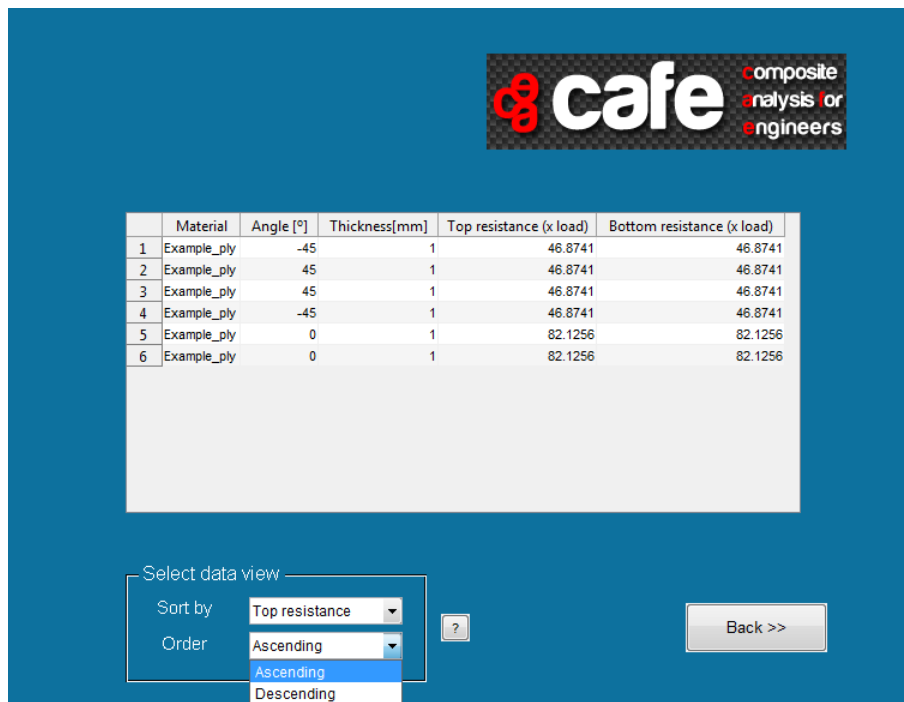 cafe
composite
analysis for
engineers
Material Angle [º] Thickness[mm] Top resistance (x load) Bottom resistance (x load)
1 Example_ply -45 1 46.8741 46.8741
2 Example_ply 45 1 46.8741 46.8741
3 Example_ply 45 1 46.8741 46.8741
4 Example_ply -45 1 46.8741 46.8741
5 Example_ply 0 1 82.1256 82.1256
6 Example_ply 0 1 82.1256 82.1256
Select data view
Sort by Top resistance
?
Back >>
Order Ascending
Ascending
Descending